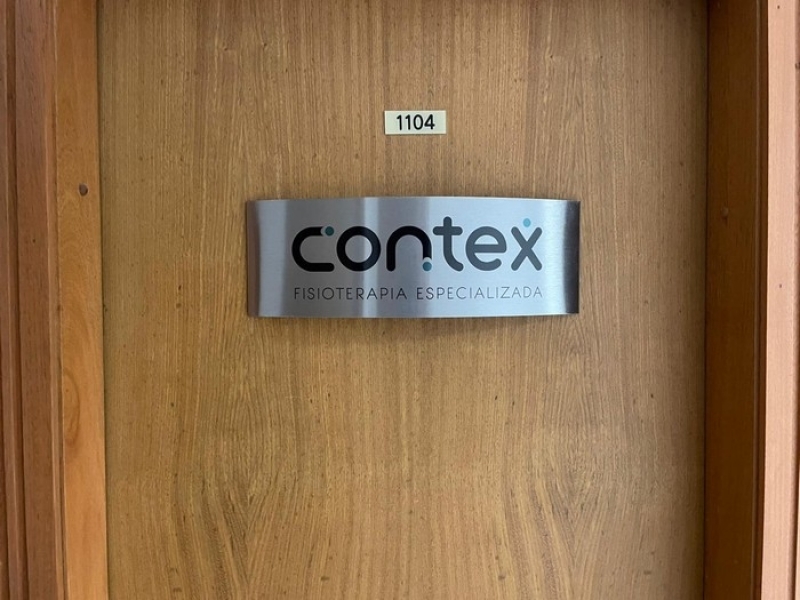 1104
contex
FISIOTERAPIA ESPECIALIZADA